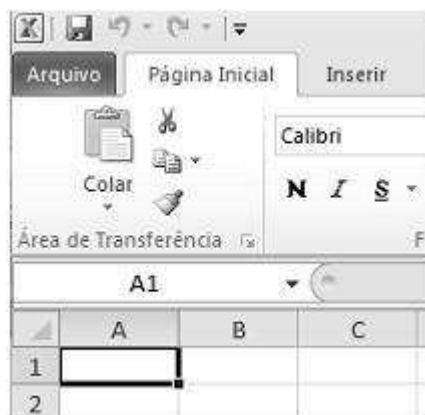 Arquivo Página Inicial Inserir
Calibri
Colar
N I S
Área de Transferência F
A1
A B C
1
2